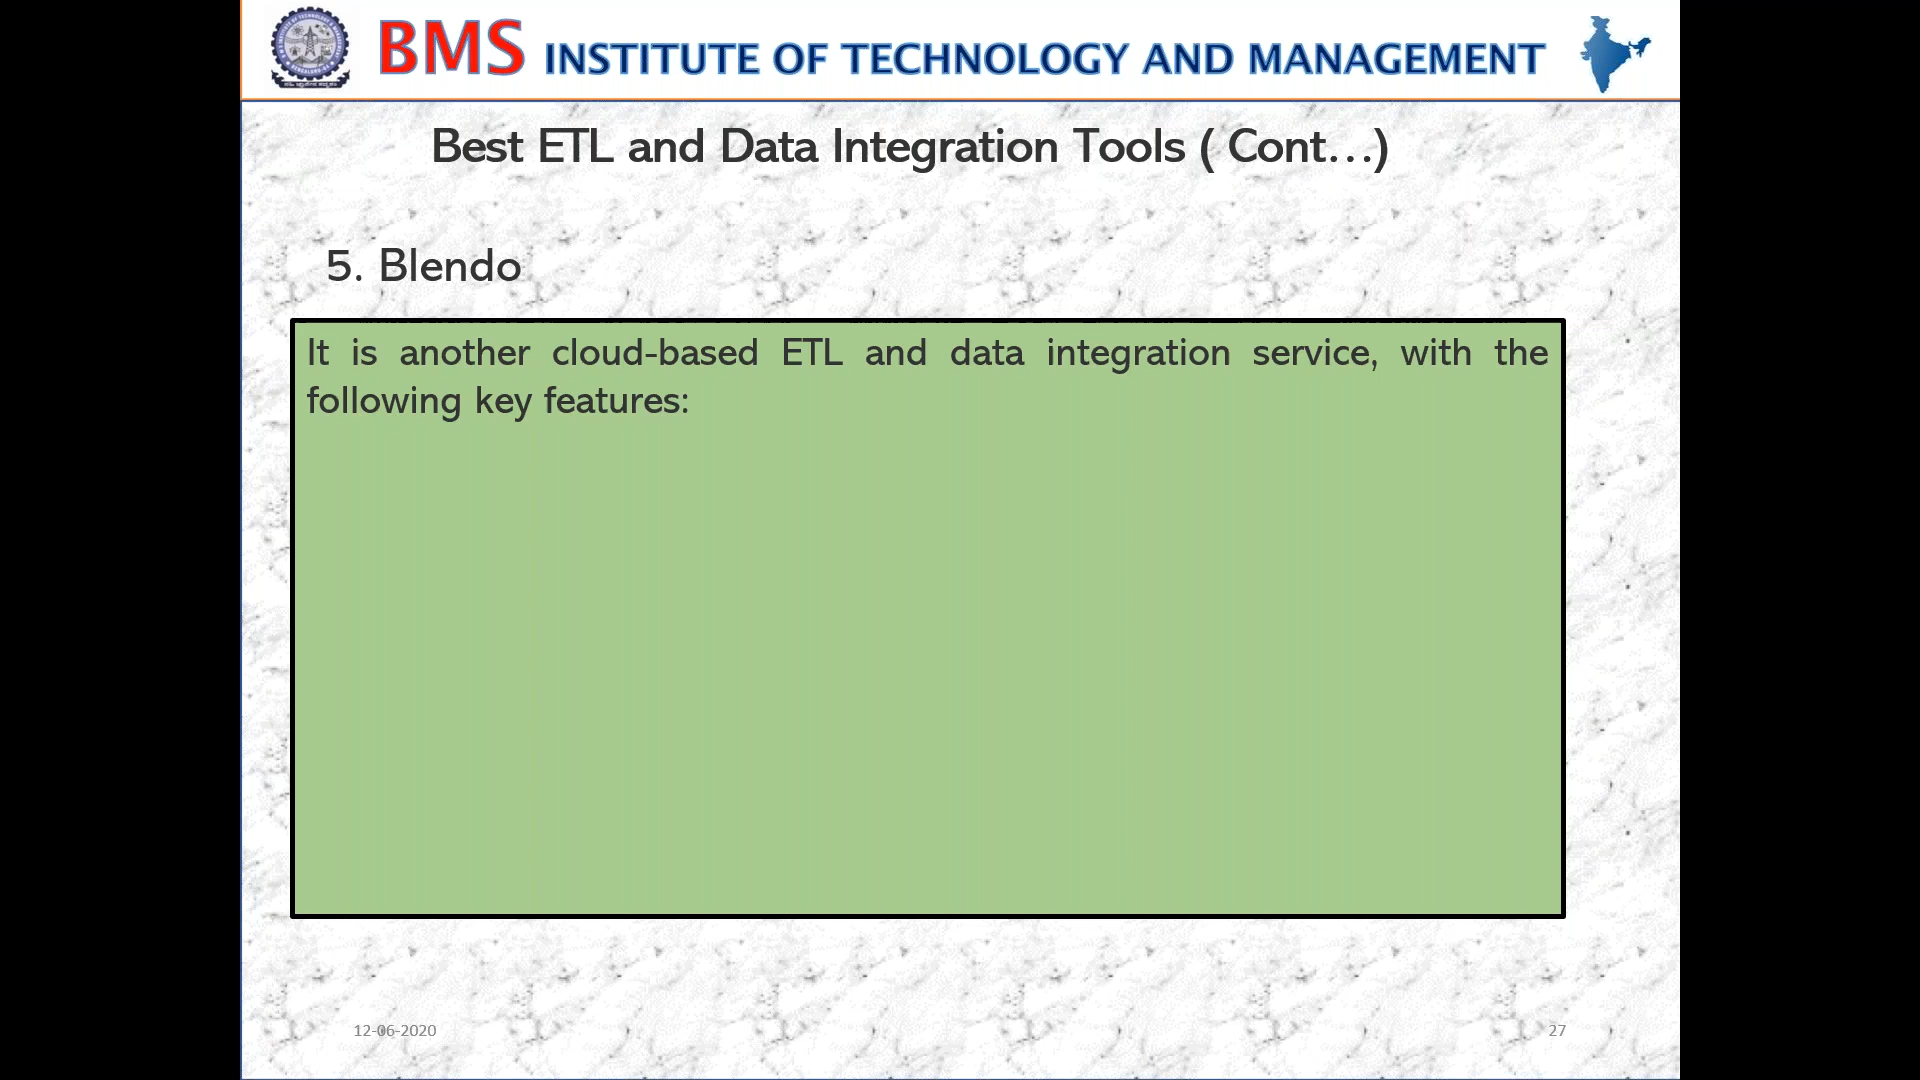 BMS INSTITUTE OF TECHNOLOGY AND MANAGEMENT
Best ETL and Data Integration Tools ( Cont…)
5. Blendo
It is another cloud-based ETL and data integration service, with the
following key features:
12-06-2020
27